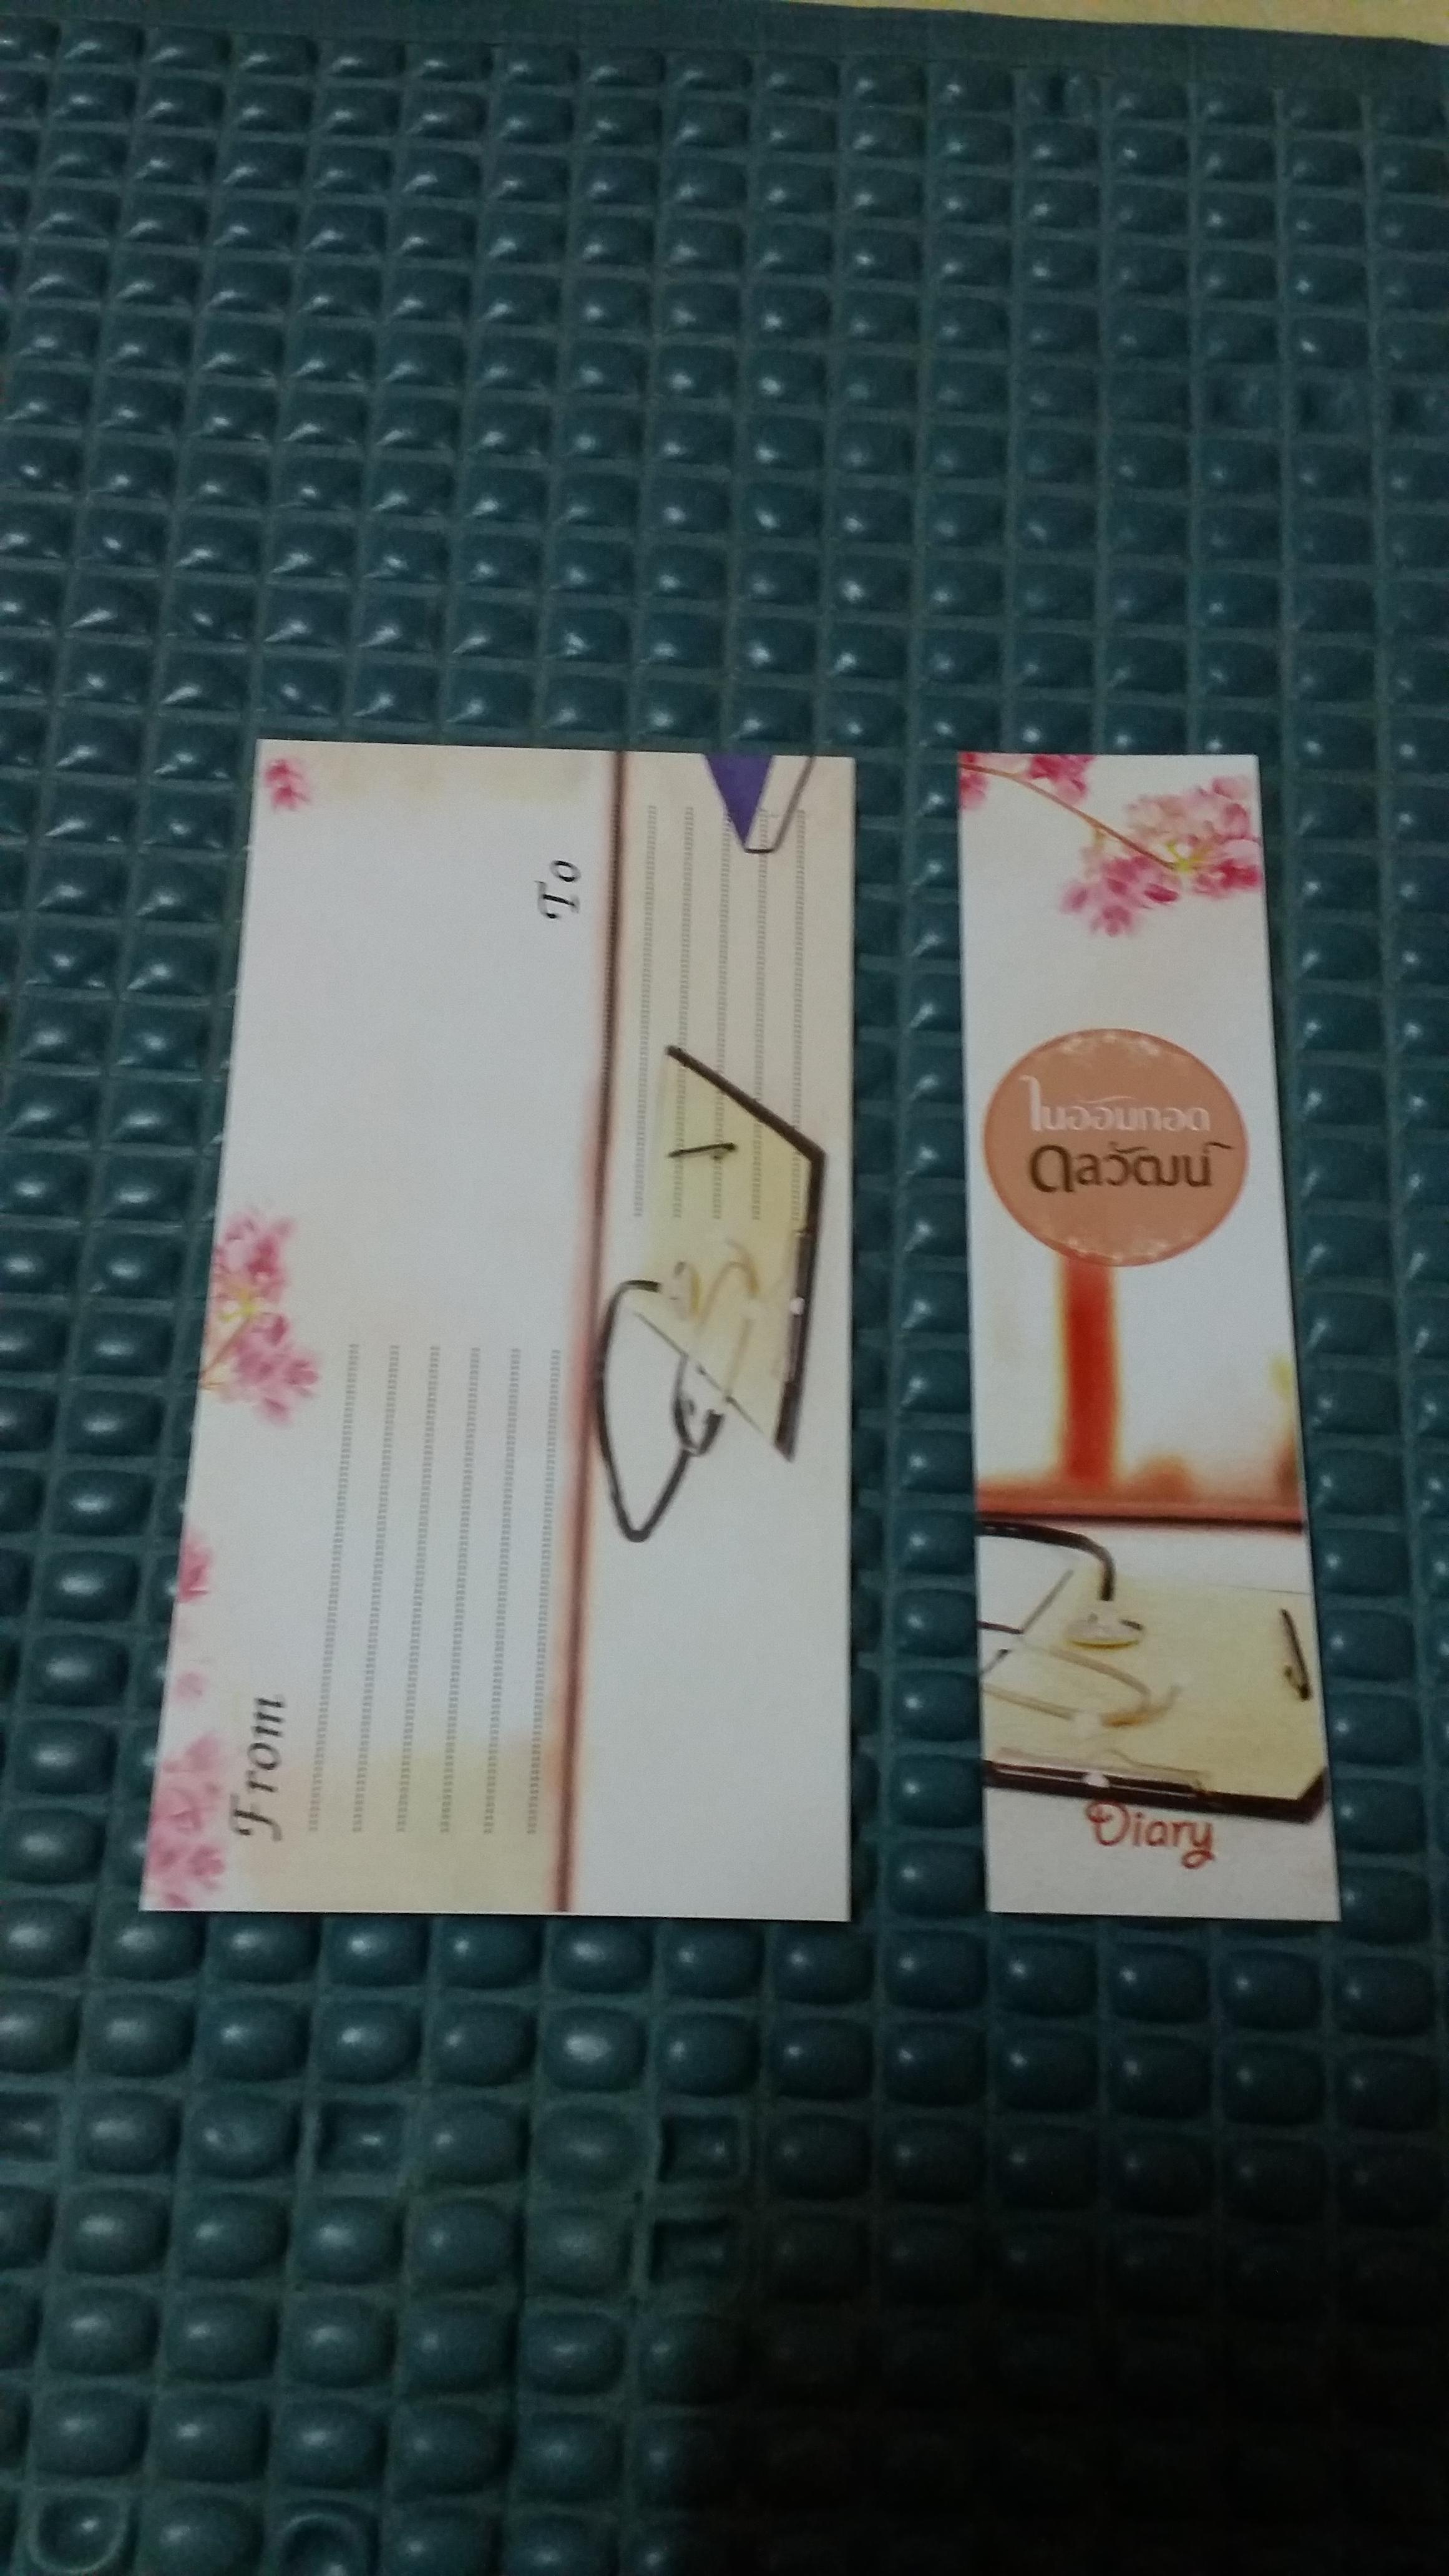 From
To
ในอ้อมกอด
ดลวัฒน์
Diary